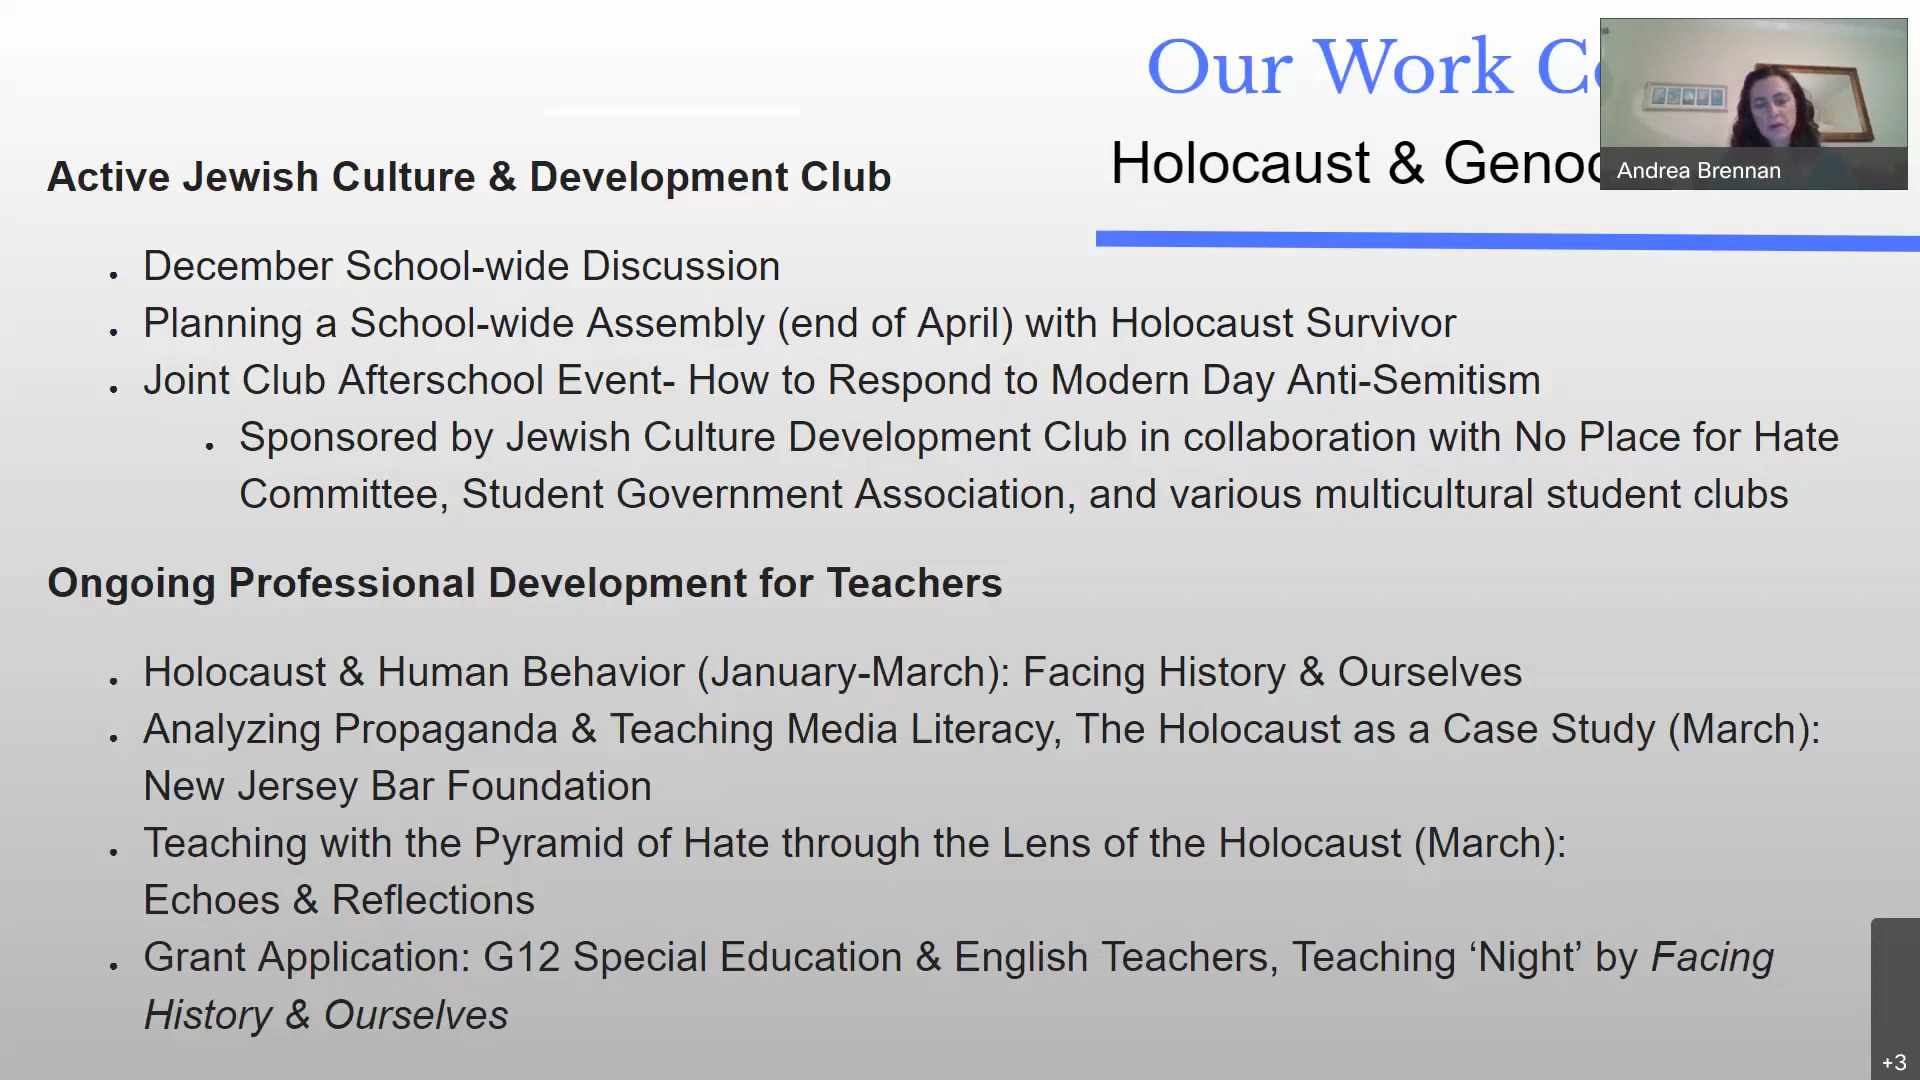 Our Work
Holocaust &
Andrea Brennan
Active Jewish Culture & Development Club
. December School-wide Discussion
. Planning a School-wide Assembly (end of April) with Holocaust Survivor
. Joint Club Afterschool Event- How to Respond to Modern Day Anti-Semitism
. Sponsored by Jewish Culture Development Club in collaboration with No Place for Hate
Committee, Student Government Association, and various multicultural student clubs
Ongoing Professional Development for Teachers
. Holocaust & Human Behavior (January-March): Facing History & Ourselves
. Analyzing Propaganda & Teaching Media Literacy, The Holocaust as a Case Study (March):
New Jersey Bar Foundation
. Teaching with the Pyramid of Hate through the Lens of the Holocaust (March):
Echoes & Reflections
. Grant Application: G12 Special Education & English Teachers, Teaching ‘Night’ by Facing
History & Ourselves
+3